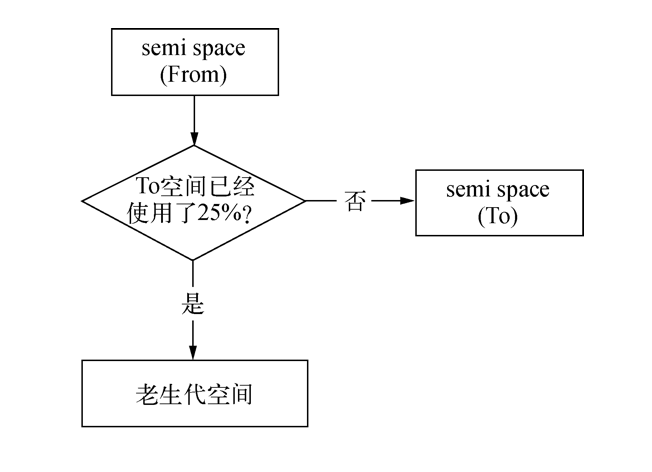 semi space
(From)
To空间已经
使用了25%?
否
semi space
(To)
是
老生代空间